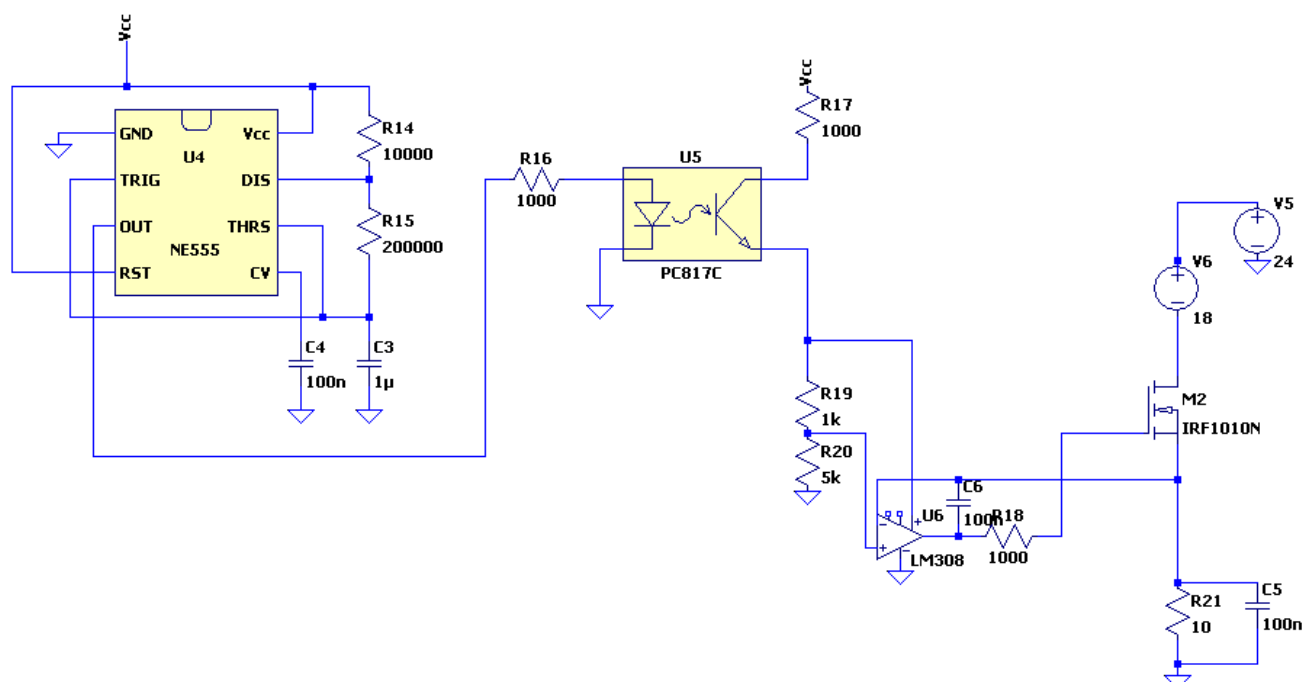 Vcc
GND
Vcc
U4
TRIG
DIS
OUT
THRS
NE555
RST
CV
R14
10000
R15
200000
C4
100n
C3
1µ
R16
1000
U5
PC817C
Vcc
R17
1000
R19
1k
R20
5k
C6
100n
U6
LM308
R18
1000
V5
24
V6
18
M2
IRF1010N
R21
10
C5
100n